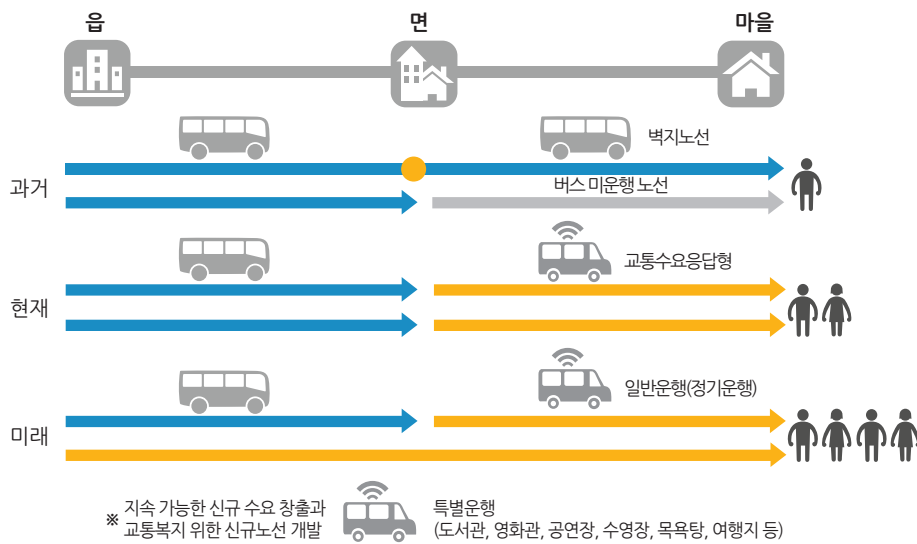 읍 면 마을
벽지노선
과거
버스 미운행 노선
교통수요응답형
현재
일반운행(정기운행)
미래
※ 지속 가능한 신규 수요 창출과
교통복지 위한 신규노선 개발
특별운행
(도서관, 영화관, 공연장, 수영장, 목욕탕, 여행지 등)